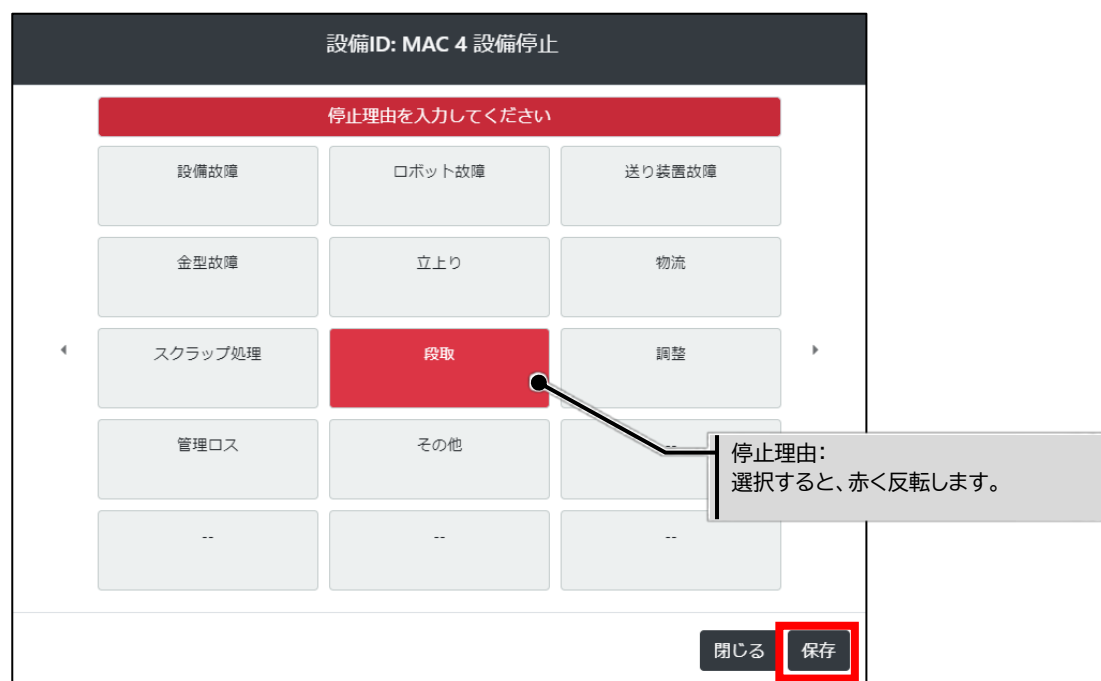 設備ID: MAC 4 設備停止
停止理由を入力してください
設備故障
ロボット故障
送り装置故障
金型故障
立上り
物流
スクラップ処理
段取
調整
管理ロス
その他
--
停止理由：
選択すると、赤く反転します。
--
--
--
閉じる
保存